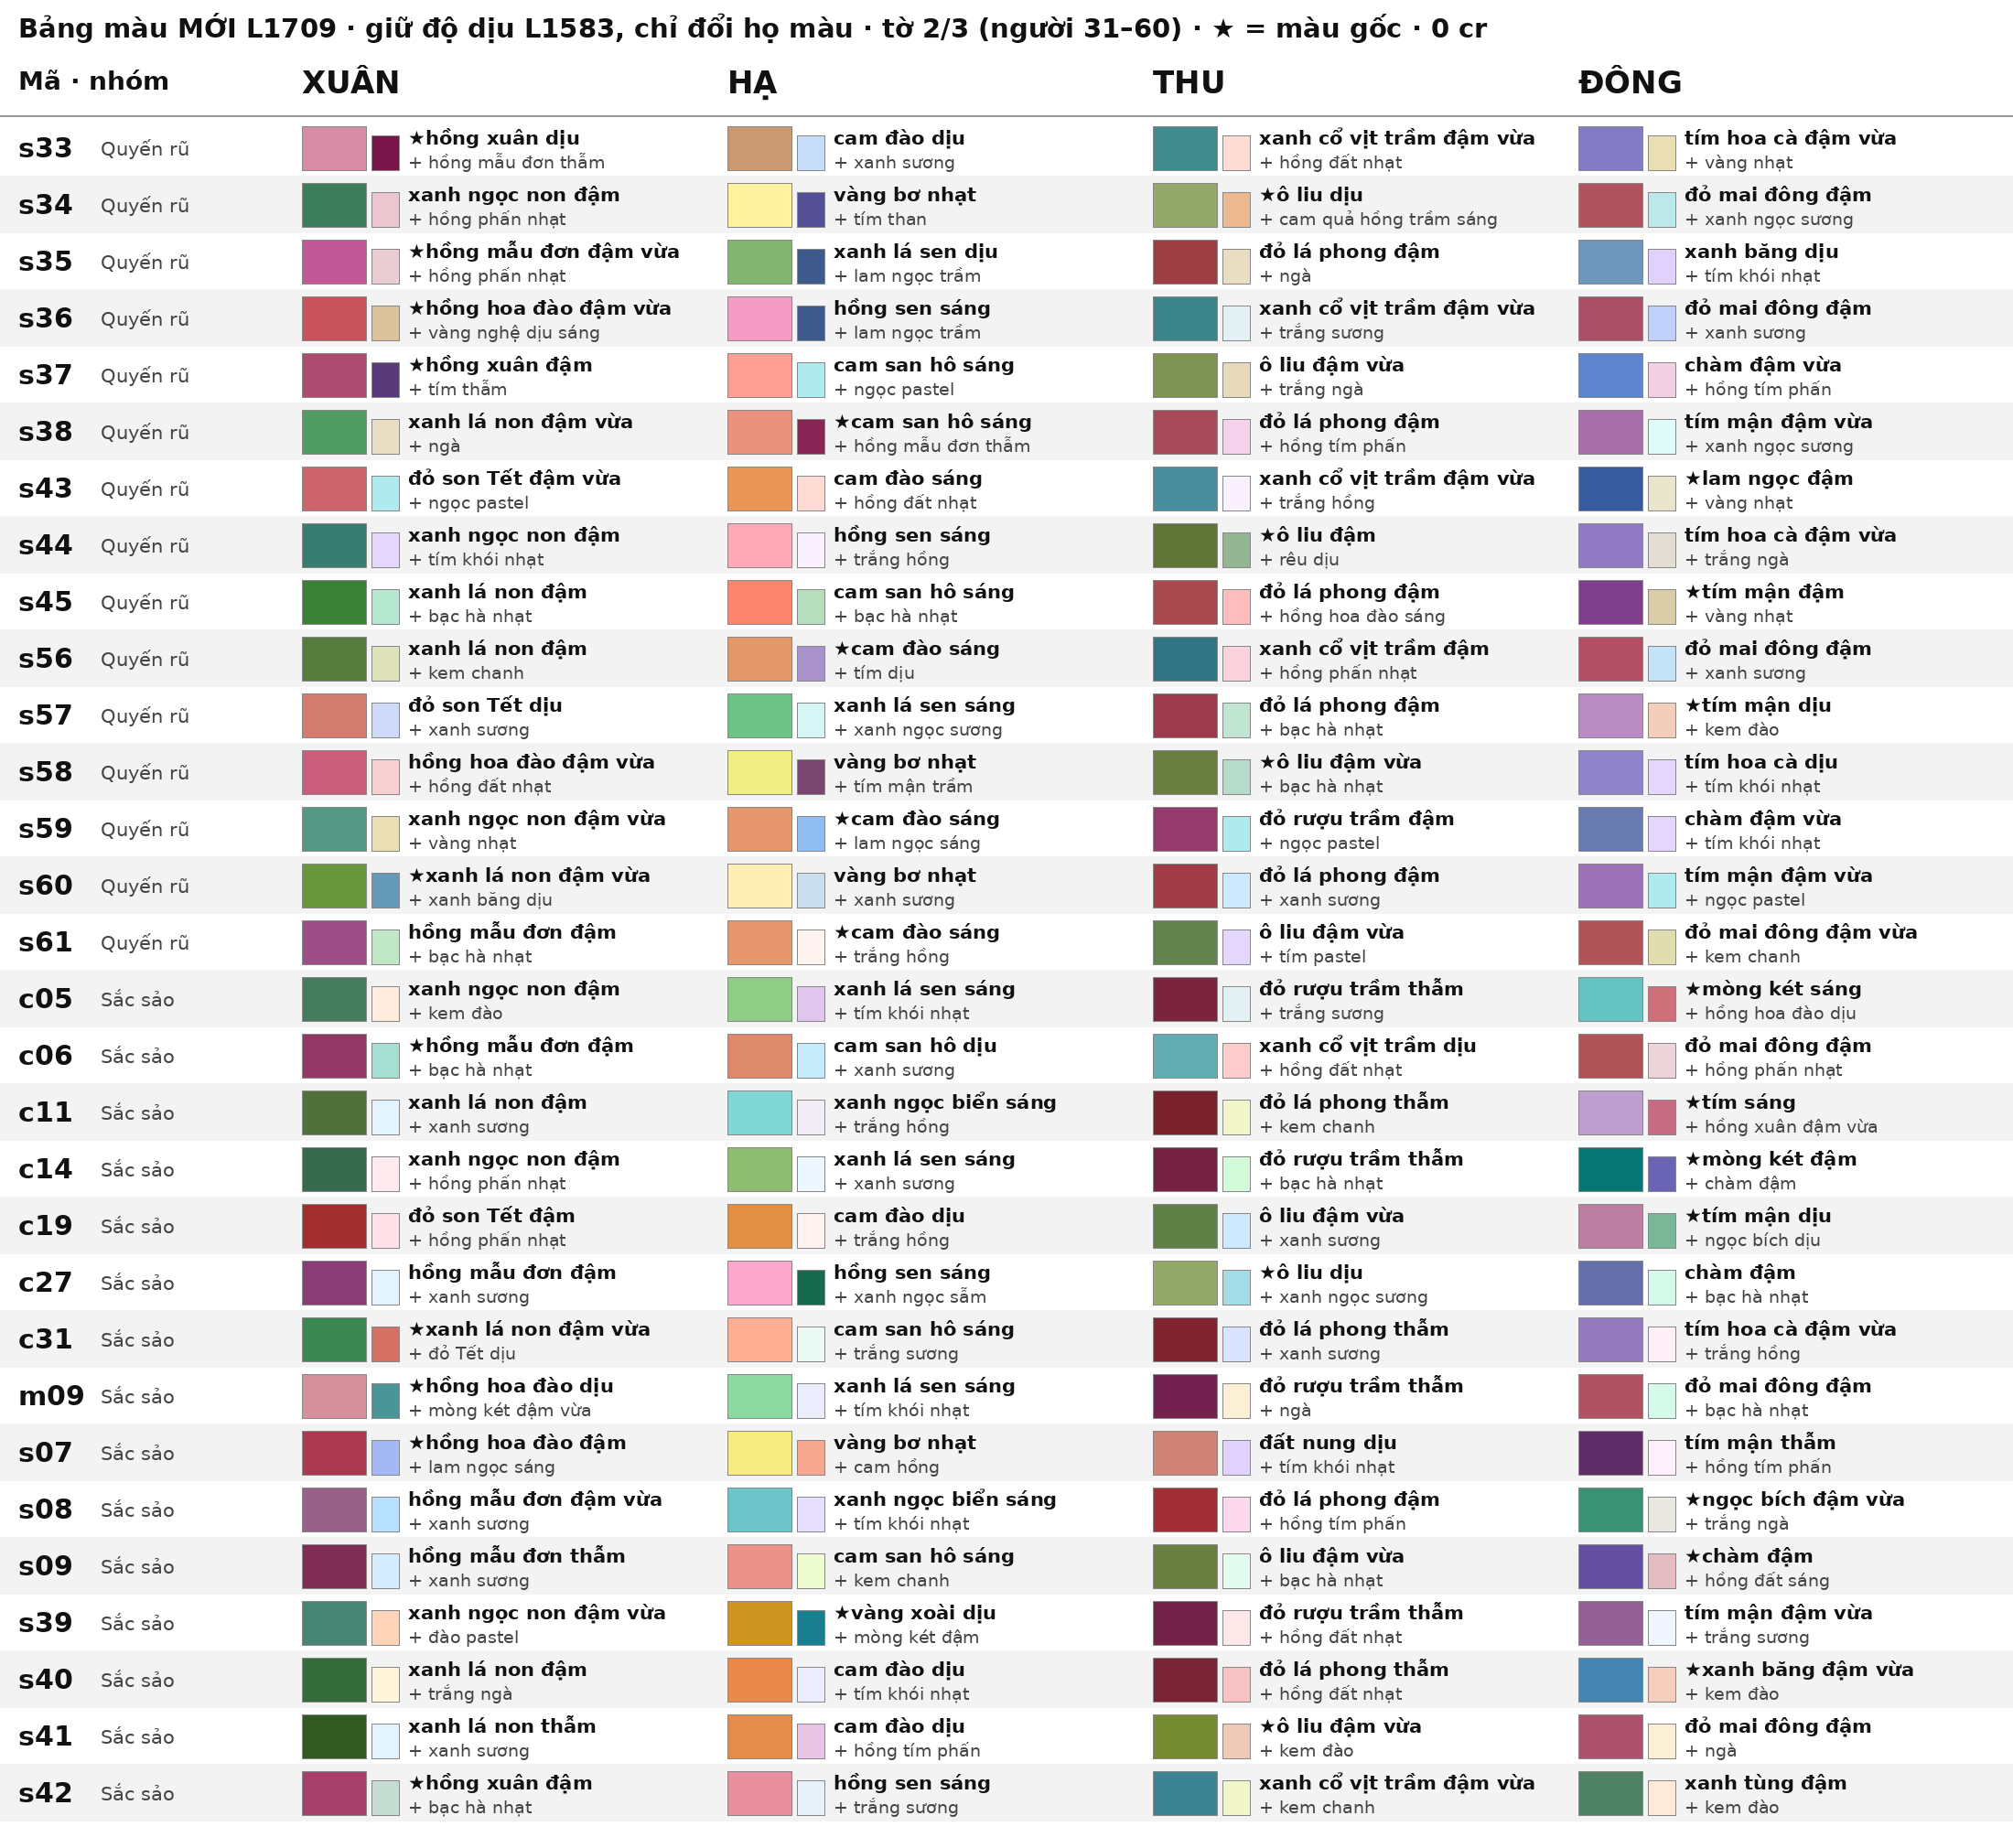 Bảng màu MỚI L1709 · giữ độ dịu L1583, chỉ đổi họ màu · tờ 2/3 (người 31–60) · ★ = màu gốc · 0 cr
Mã · nhóm XUÂN HẠ THU ĐÔNG
s33 Quyến rũ ★hồng xuân dịu cam đào dịu xanh cổ vịt trầm đậm vừa tím hoa cà đậm vừa
+ hồng mẫu đơn thẫm + xanh sương + hồng đất nhạt + vàng nhạt
s34 Quyến rũ xanh ngọc non đậm vàng bơ nhạt ★ô liu dịu đỏ mai đông đậm
+ hồng phấn nhạt + tím than + cam quả hồng trầm sáng + xanh ngọc sương
s35 Quyến rũ ★hồng mẫu đơn đậm vừa xanh lá sen dịu đỏ lá phong đậm xanh băng dịu
+ hồng phấn nhạt + lam ngọc trầm + ngà + tím khói nhạt
s36 Quyến rũ ★hồng hoa đào đậm vừa hồng sen sáng xanh cổ vịt trầm đậm vừa đỏ mai đông đậm
+ vàng nghệ dịu sáng + lam ngọc trầm + trắng sương + xanh sương
s37 Quyến rũ ★hồng xuân đậm cam san hô sáng ô liu đậm vừa chàm đậm vừa
+ tím thẫm + ngọc pastel + trắng ngà + hồng tím phấn
s38 Quyến rũ xanh lá non đậm vừa ★cam san hô sáng đỏ lá phong đậm tím mận đậm vừa
+ ngà + hồng mẫu đơn thẫm + hồng tím phấn + xanh ngọc sương
s43 Quyến rũ đỏ son Tết đậm vừa cam đào sáng xanh cổ vịt trầm đậm vừa ★lam ngọc đậm
+ ngọc pastel + hồng đất nhạt + trắng hồng + vàng nhạt
s44 Quyến rũ xanh ngọc non đậm hồng sen sáng ★ô liu đậm tím hoa cà đậm vừa
+ tím khói nhạt + trắng hồng + rêu dịu + trắng ngà
s45 Quyến rũ xanh lá non đậm cam san hô sáng đỏ lá phong đậm ★tím mận đậm
+ bạc hà nhạt + bạc hà nhạt + hồng hoa đào sáng + vàng nhạt
s56 Quyến rũ xanh lá non đậm ★cam đào sáng xanh cổ vịt trầm đậm đỏ mai đông đậm
+ kem chanh + tím dịu + hồng phấn nhạt + xanh sương
s57 Quyến rũ đỏ son Tết dịu xanh lá sen sáng đỏ lá phong đậm ★tím mận dịu
+ xanh sương + xanh ngọc sương + bạc hà nhạt + kem đào
s58 Quyến rũ hồng hoa đào đậm vừa vàng bơ nhạt ★ô liu đậm vừa tím hoa cà dịu
+ hồng đất nhạt + tím mận trầm + bạc hà nhạt + tím khói nhạt
s59 Quyến rũ xanh ngọc non đậm vừa ★cam đào sáng đỏ rượu trầm đậm chàm đậm vừa
+ vàng nhạt + lam ngọc sáng + ngọc pastel + tím khói nhạt
s60 Quyến rũ ★xanh lá non đậm vừa vàng bơ nhạt đỏ lá phong đậm tím mận đậm vừa
+ xanh băng dịu + xanh sương + xanh sương + ngọc pastel
s61 Quyến rũ hồng mẫu đơn đậm ★cam đào sáng ô liu đậm vừa đỏ mai đông đậm vừa
+ bạc hà nhạt + trắng hồng + tím pastel + kem chanh
c05 Sắc sảo xanh ngọc non đậm xanh lá sen sáng đỏ rượu trầm thẫm ★mòng két sáng
+ kem đào + tím khói nhạt + trắng sương + hồng hoa đào dịu
c06 Sắc sảo ★hồng mẫu đơn đậm cam san hô dịu xanh cổ vịt trầm dịu đỏ mai đông đậm
+ bạc hà nhạt + xanh sương + hồng đất nhạt + hồng phấn nhạt
c11 Sắc sảo xanh lá non đậm xanh ngọc biển sáng đỏ lá phong thẫm ★tím sáng
+ xanh sương + trắng hồng + kem chanh + hồng xuân đậm vừa
c14 Sắc sảo xanh ngọc non đậm xanh lá sen sáng đỏ rượu trầm thẫm ★mòng két đậm
+ hồng phấn nhạt + xanh sương + bạc hà nhạt + chàm đậm
c19 Sắc sảo đỏ son Tết đậm cam đào dịu ô liu đậm vừa ★tím mận dịu
+ hồng phấn nhạt + trắng hồng + xanh sương + ngọc bích dịu
c27 Sắc sảo hồng mẫu đơn đậm hồng sen sáng ★ô liu dịu chàm đậm
+ xanh sương + xanh ngọc sẫm + xanh ngọc sương + bạc hà nhạt
c31 Sắc sảo ★xanh lá non đậm vừa cam san hô sáng đỏ lá phong thẫm tím hoa cà đậm vừa
+ đỏ Tết dịu + trắng sương + xanh sương + trắng hồng
m09 Sắc sảo ★hồng hoa đào dịu xanh lá sen sáng đỏ rượu trầm thẫm đỏ mai đông đậm
+ mòng két đậm vừa + tím khói nhạt + ngà + bạc hà nhạt
s07 Sắc sảo ★hồng hoa đào đậm vàng bơ nhạt đất nung dịu tím mận thẫm
+ lam ngọc sáng + cam hồng + tím khói nhạt + hồng tím phấn
s08 Sắc sảo hồng mẫu đơn đậm vừa xanh ngọc biển sáng đỏ lá phong đậm ★ngọc bích đậm vừa
+ xanh sương + tím khói nhạt + hồng tím phấn + trắng ngà
s09 Sắc sảo hồng mẫu đơn thẫm cam san hô sáng ô liu đậm vừa ★chàm đậm
+ xanh sương + kem chanh + bạc hà nhạt + hồng đất sáng
s39 Sắc sảo xanh ngọc non đậm vừa ★vàng xoài dịu đỏ rượu trầm thẫm tím mận đậm vừa
+ đào pastel + mòng két đậm + hồng đất nhạt + trắng sương
s40 Sắc sảo xanh lá non đậm cam đào dịu đỏ lá phong thẫm ★xanh băng đậm vừa
+ trắng ngà + tím khói nhạt + hồng đất nhạt + kem đào
s41 Sắc sảo xanh lá non thẫm cam đào dịu ★ô liu đậm vừa đỏ mai đông đậm
+ xanh sương + hồng tím phấn + kem đào + ngà
s42 Sắc sảo ★hồng xuân đậm hồng sen sáng xanh cổ vịt trầm đậm vừa xanh tùng đậm
+ bạc hà nhạt + trắng sương + kem chanh + kem đào